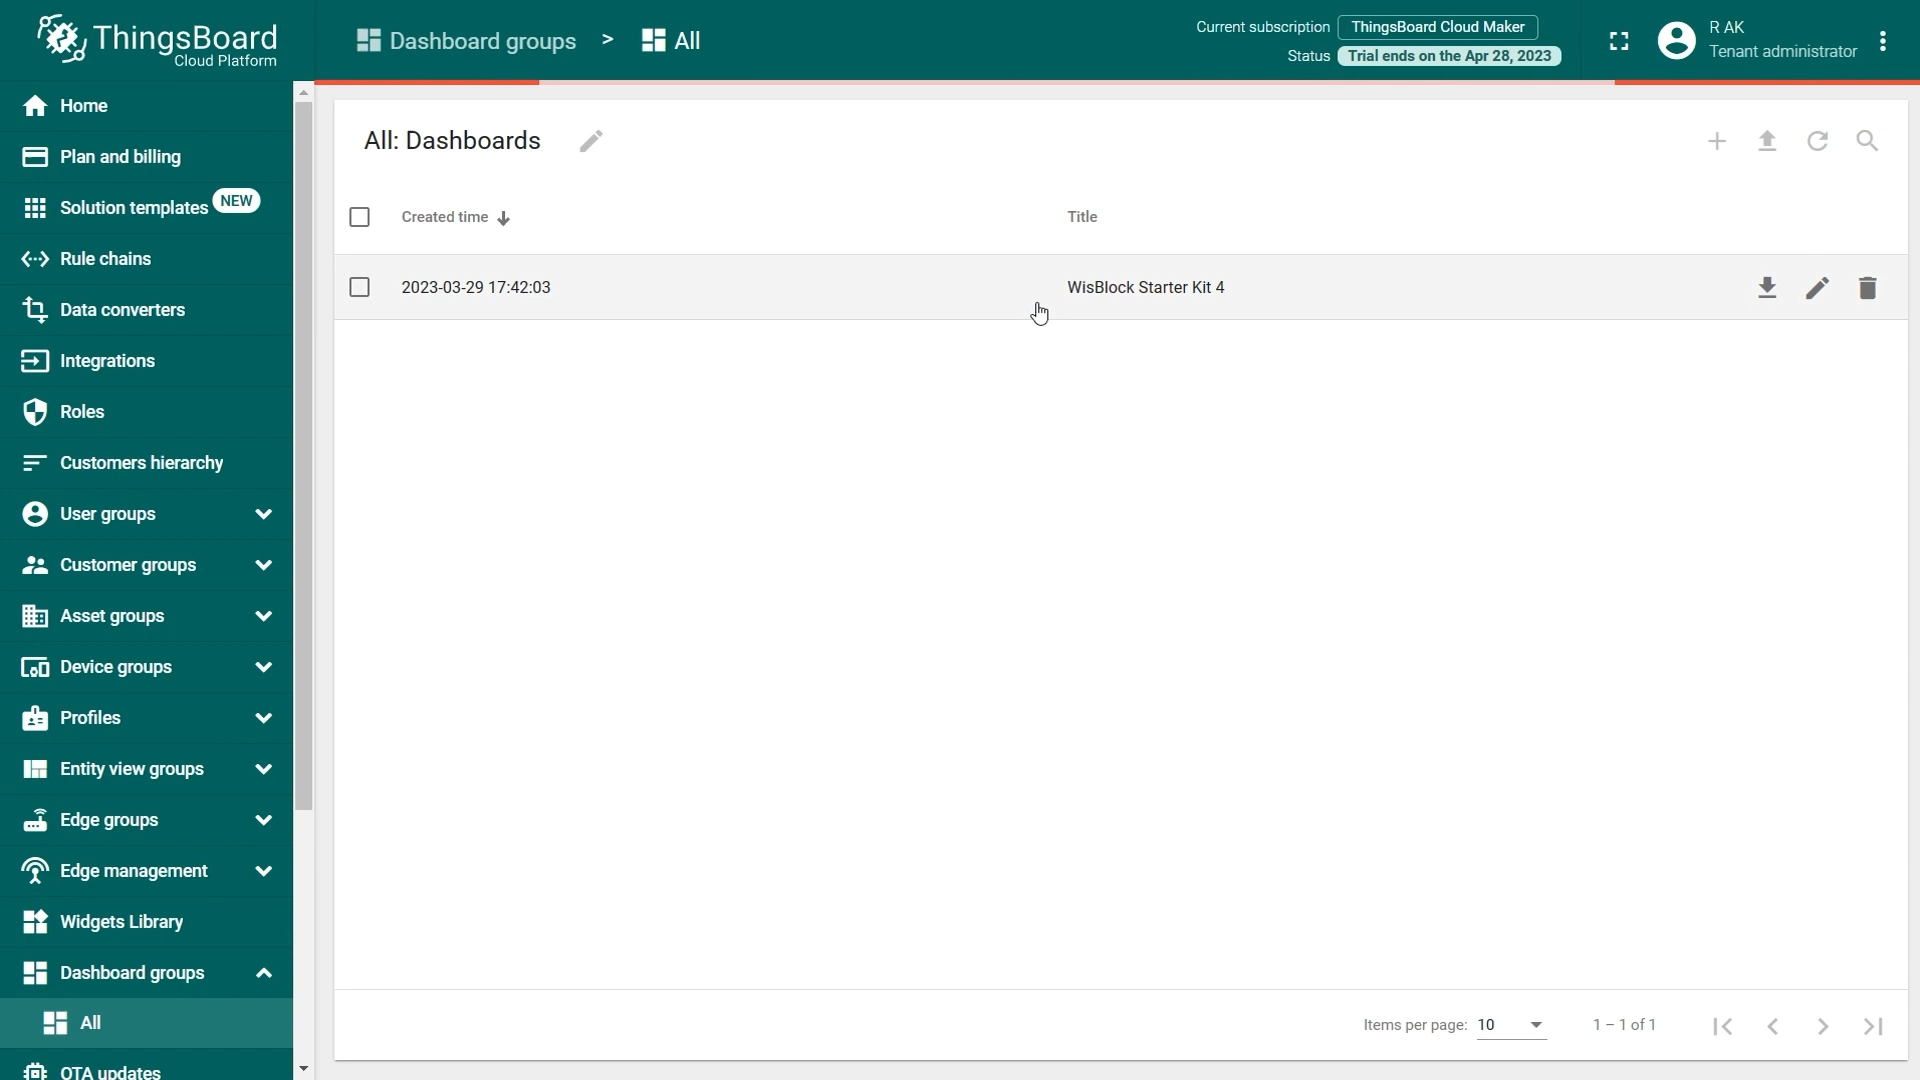 ThingsBoard
Cloud Platform
Dashboard groups > All
Current subscription ThingsBoard Cloud Maker
Status Trial ends on the Apr 28, 2023
R AK
Tenant administrator
Home
Plan and billing
Solution templates NEW
Rule chains
Data converters
Integrations
Roles
Customers hierarchy
User groups
Customer groups
Asset groups
Device groups
Profiles
Entity view groups
Edge groups
Edge management
Widgets Library
Dashboard groups
All
OTA updates
All: Dashboards
Created time Title
2023-03-29 17:42:03 WisBlock Starter Kit 4
Items per page: 10 1 – 1 of 1